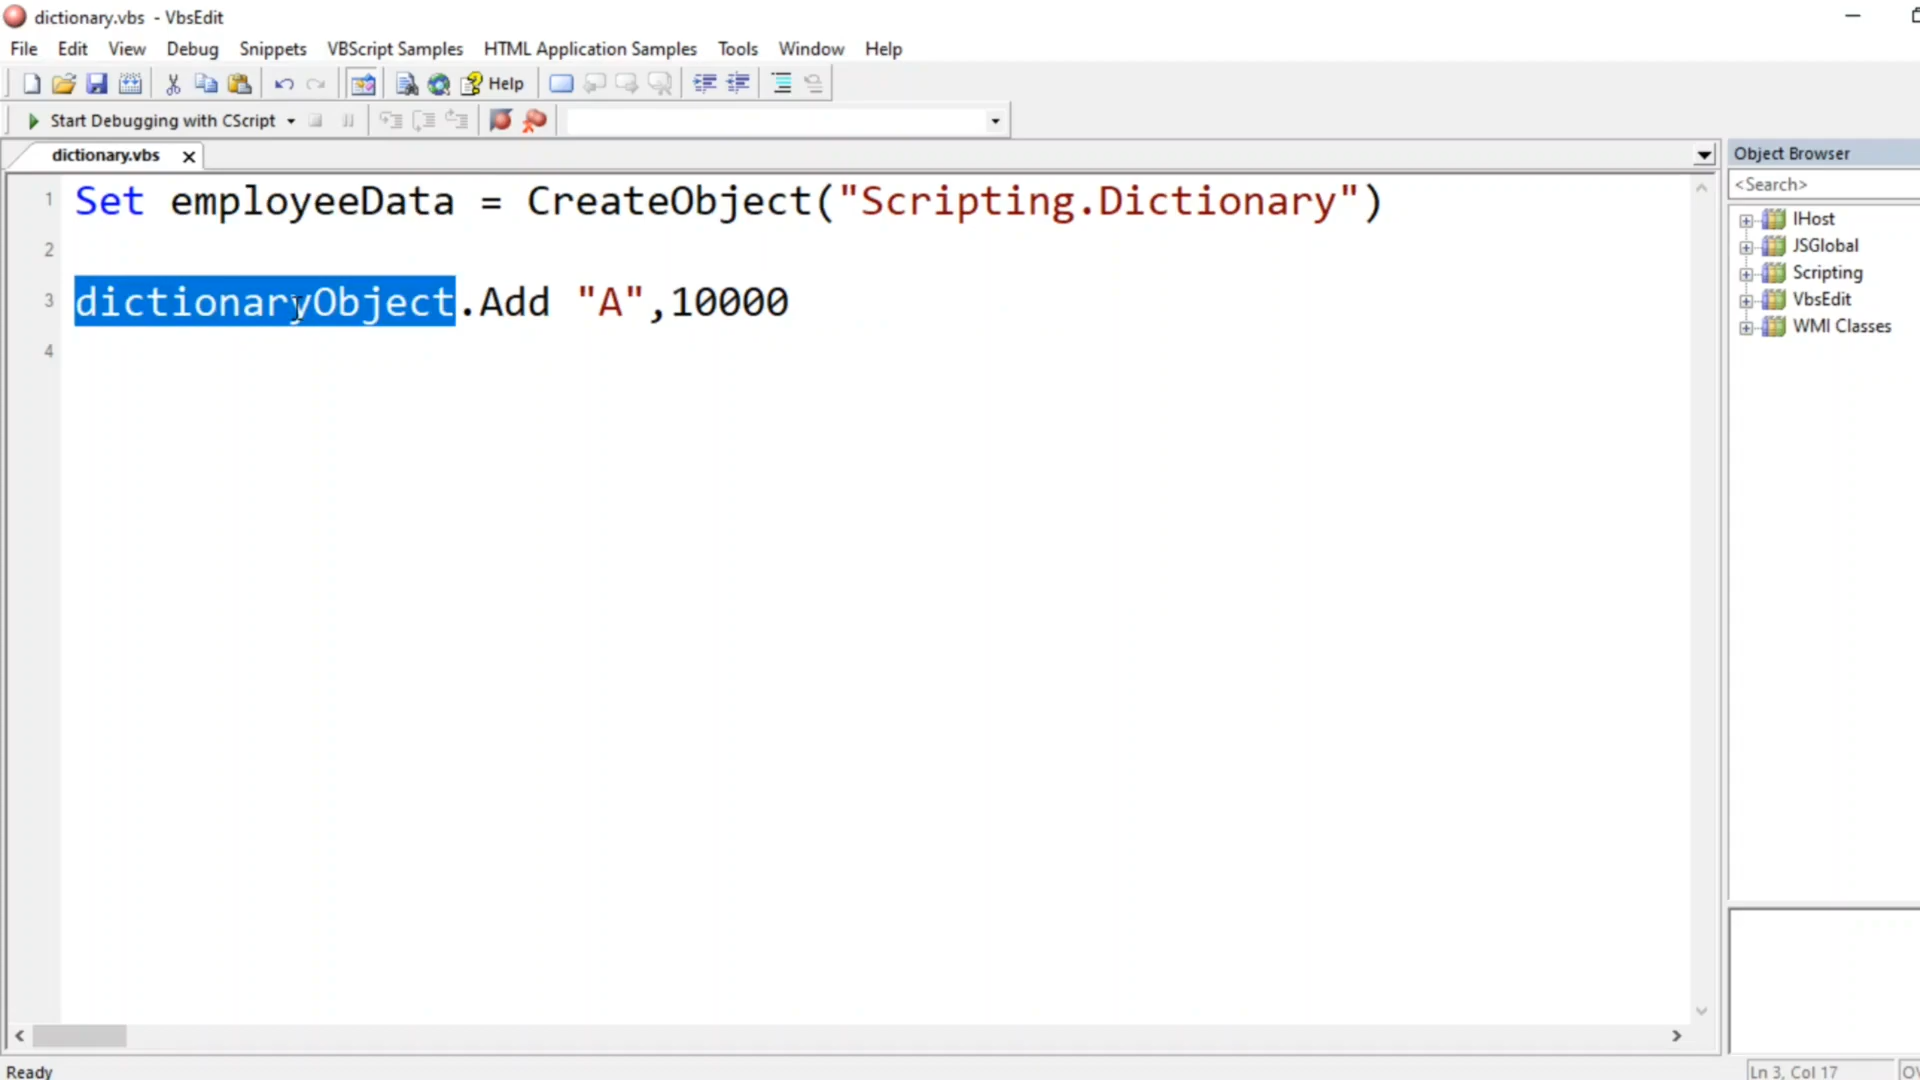 dictionary.vbs - VbsEdit
File Edit View Debug Snippets VBScript Samples HTML Application Samples Tools Window Help
Help
Start Debugging with CScript
dictionary.vbs
Object Browser
<Search>
1 Set employeeData = CreateObject("Scripting.Dictionary")
2
3 dictionaryObject.Add "A",10000
4
IHost
JSGlobal
Scripting
VbsEdit
WMI Classes
Ready
Ln 3, Col 17